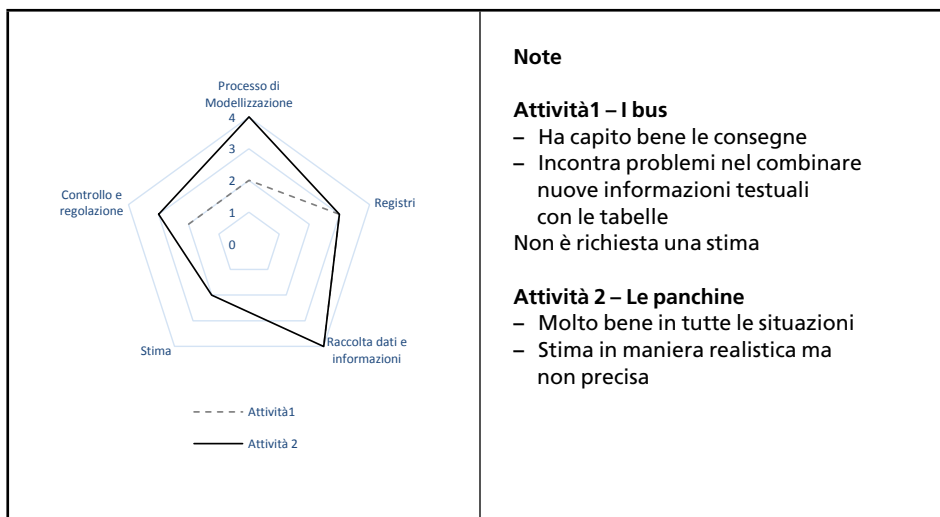 Processo di
Modellizzazione
4
3
2
1
0
Controllo e
regolazione
Registri
Stima
Raccolta dati e
informazioni
Attività1
Attività 2
Note
Attività1 – I bus
– Ha capito bene le consegne
– Incontra problemi nel combinare
nuove informazioni testuali
con le tabelle
Non è richiesta una stima
Attività 2 – Le panchine
– Molto bene in tutte le situazioni
– Stima in maniera realistica ma
non precisa